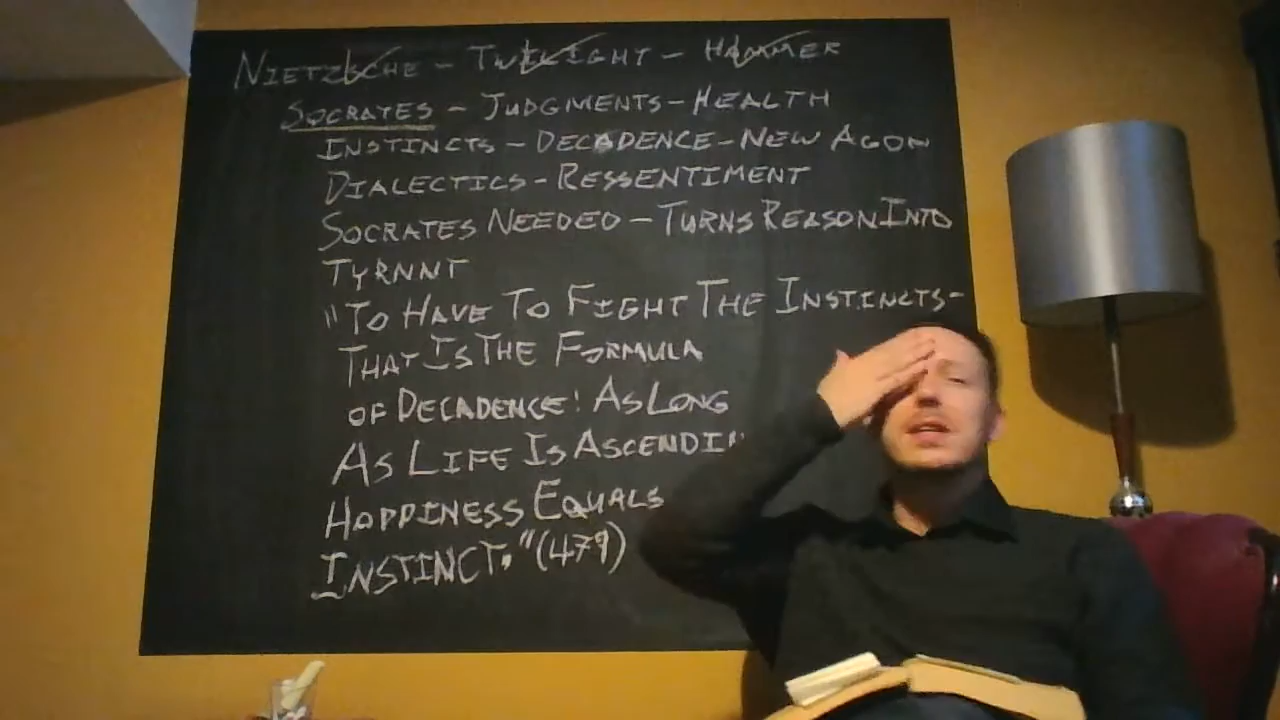 NIETZSCHE - TWILIGHT - HAMMER
SOCRATES - JUDGMENTS - HEALTH
INSTINCTS - DECADENCE - NEW AGON
DIALECTICS - RESSENTIMENT
SOCRATES NEEDED - TURNS REASON INTO
TYRNNT
"TO HAVE TO FIGHT THE INSTINCTS-
THAT IS THE FORMULA
OF DECADENCE: AS LONG
AS LIFE IS ASCENDIN
HAPPINESS EQUALS
INSTINCT." (479)